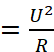 = U²/R